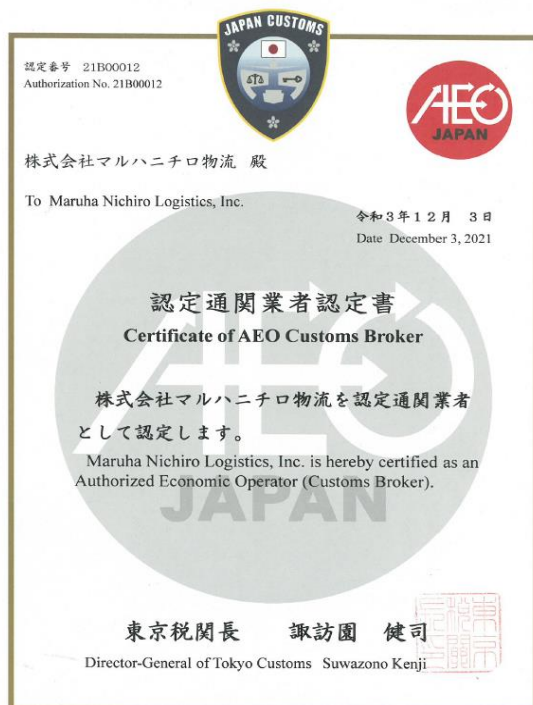 JAPAN CUSTOMS
認定番号 21B00012
Authorization No. 21B00012
AEO
JAPAN
株式会社マルハニチロ物流 殿
To Maruha Nichiro Logistics, Inc.
令和3年12月 3日
Date December 3, 2021
認定通関業者認定書
Certificate of AEO Customs Broker
株式会社マルハニチロ物流を認定通関業者
として認定します。
Maruha Nichiro Logistics, Inc. is hereby certified as an
Authorized Economic Operator (Customs Broker).
AEO
JAPAN
東京税関長 諏訪園 健司
Director-General of Tokyo Customs Suwazono Kenji